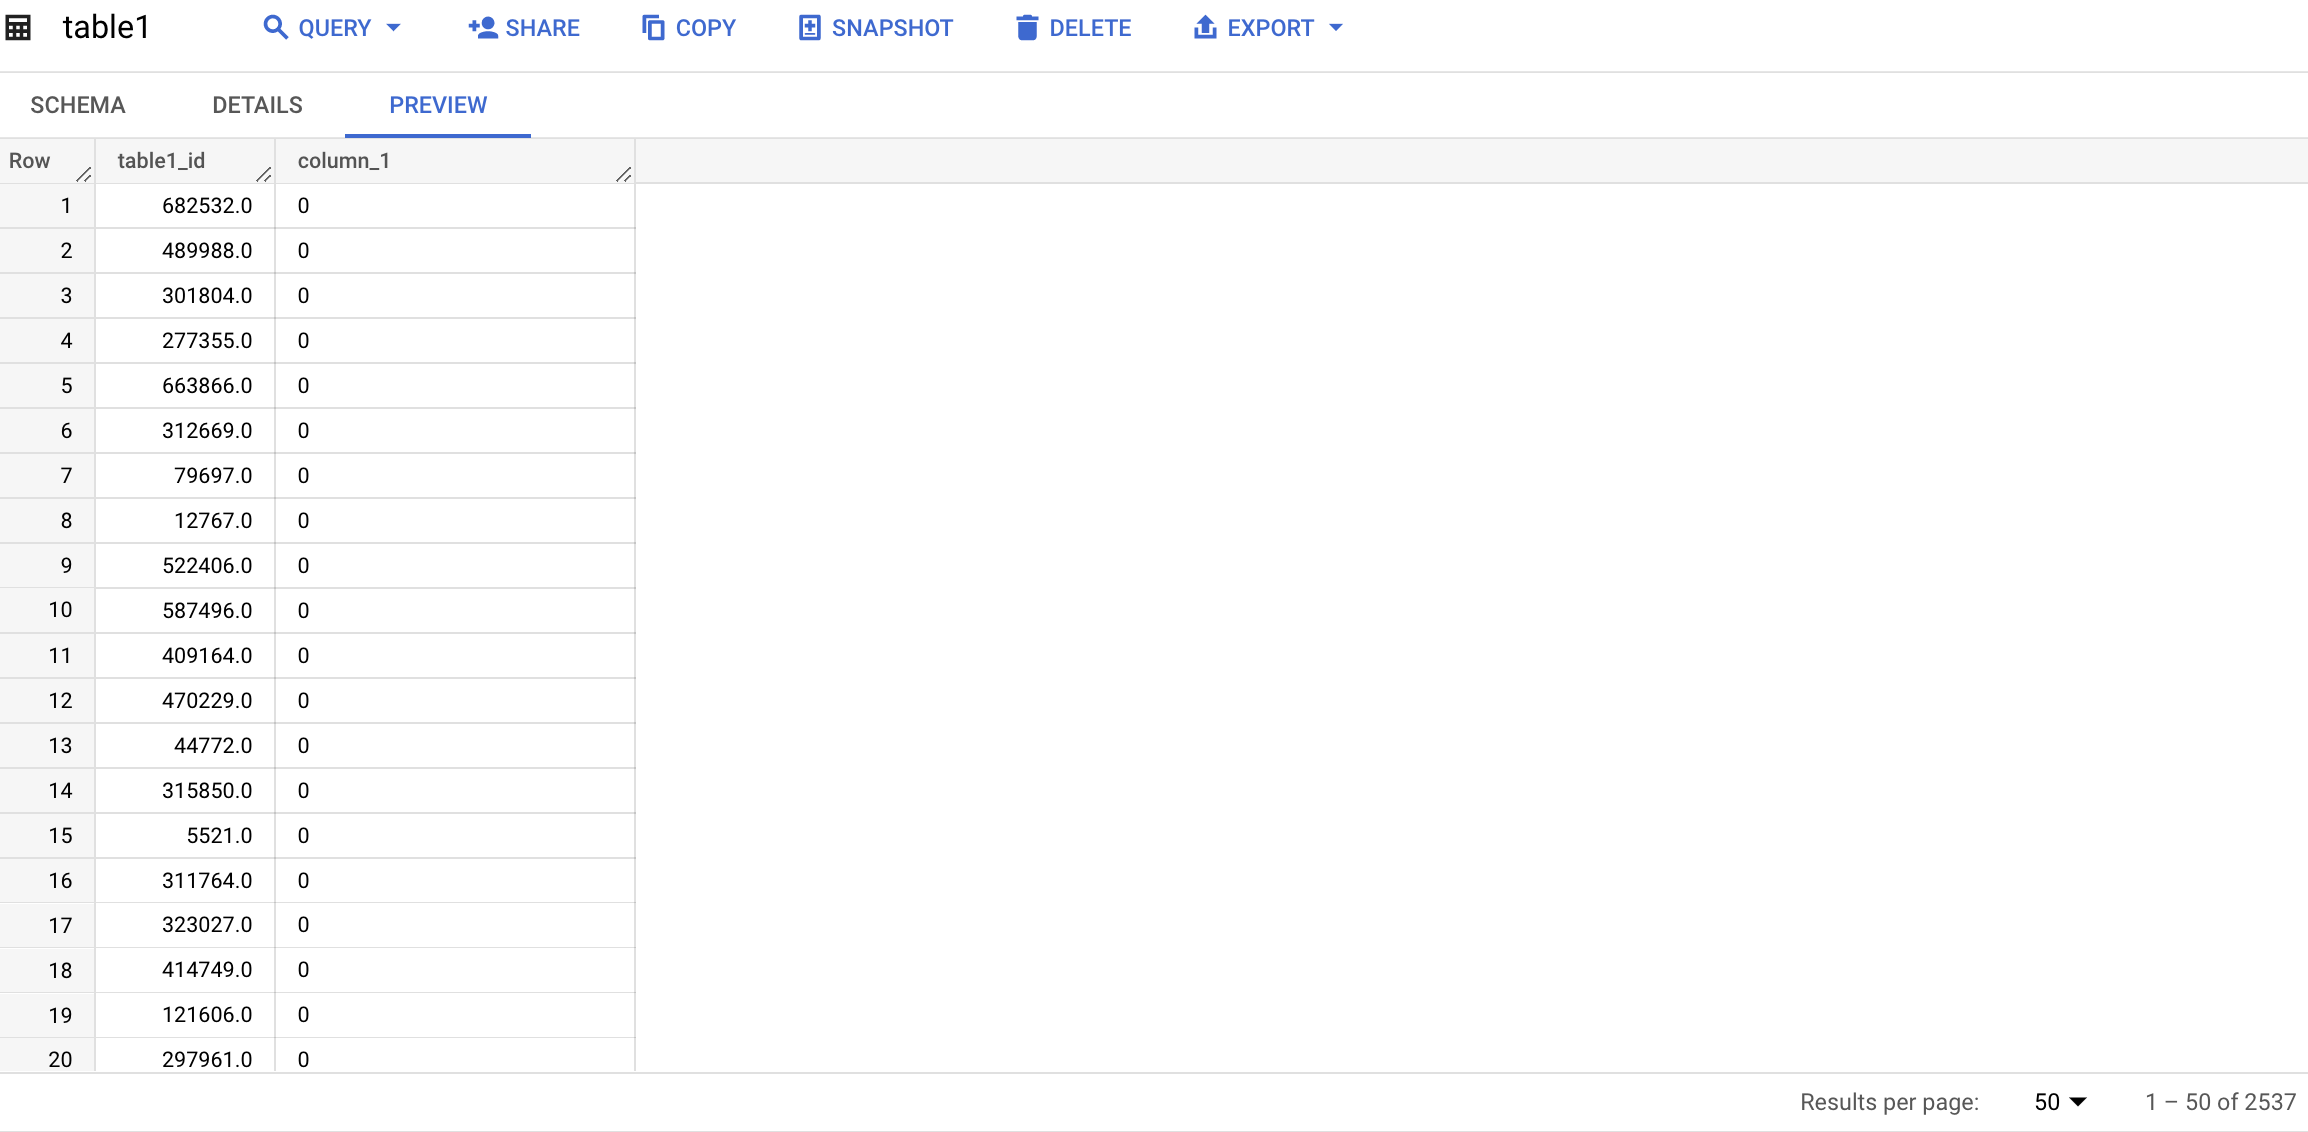 table1 QUERY SHARE COPY SNAPSHOT DELETE EXPORT
SCHEMA DETAILS PREVIEW
Row table1_id column_1
1 682532.0 0
2 489988.0 0
3 301804.0 0
4 277355.0 0
5 663866.0 0
6 312669.0 0
7 79697.0 0
8 12767.0 0
9 522406.0 0
10 587496.0 0
11 409164.0 0
12 470229.0 0
13 44772.0 0
14 315850.0 0
15 5521.0 0
16 311764.0 0
17 323027.0 0
18 414749.0 0
19 121606.0 0
20 297961.0 0
Results per page: 50 1 – 50 of 2537